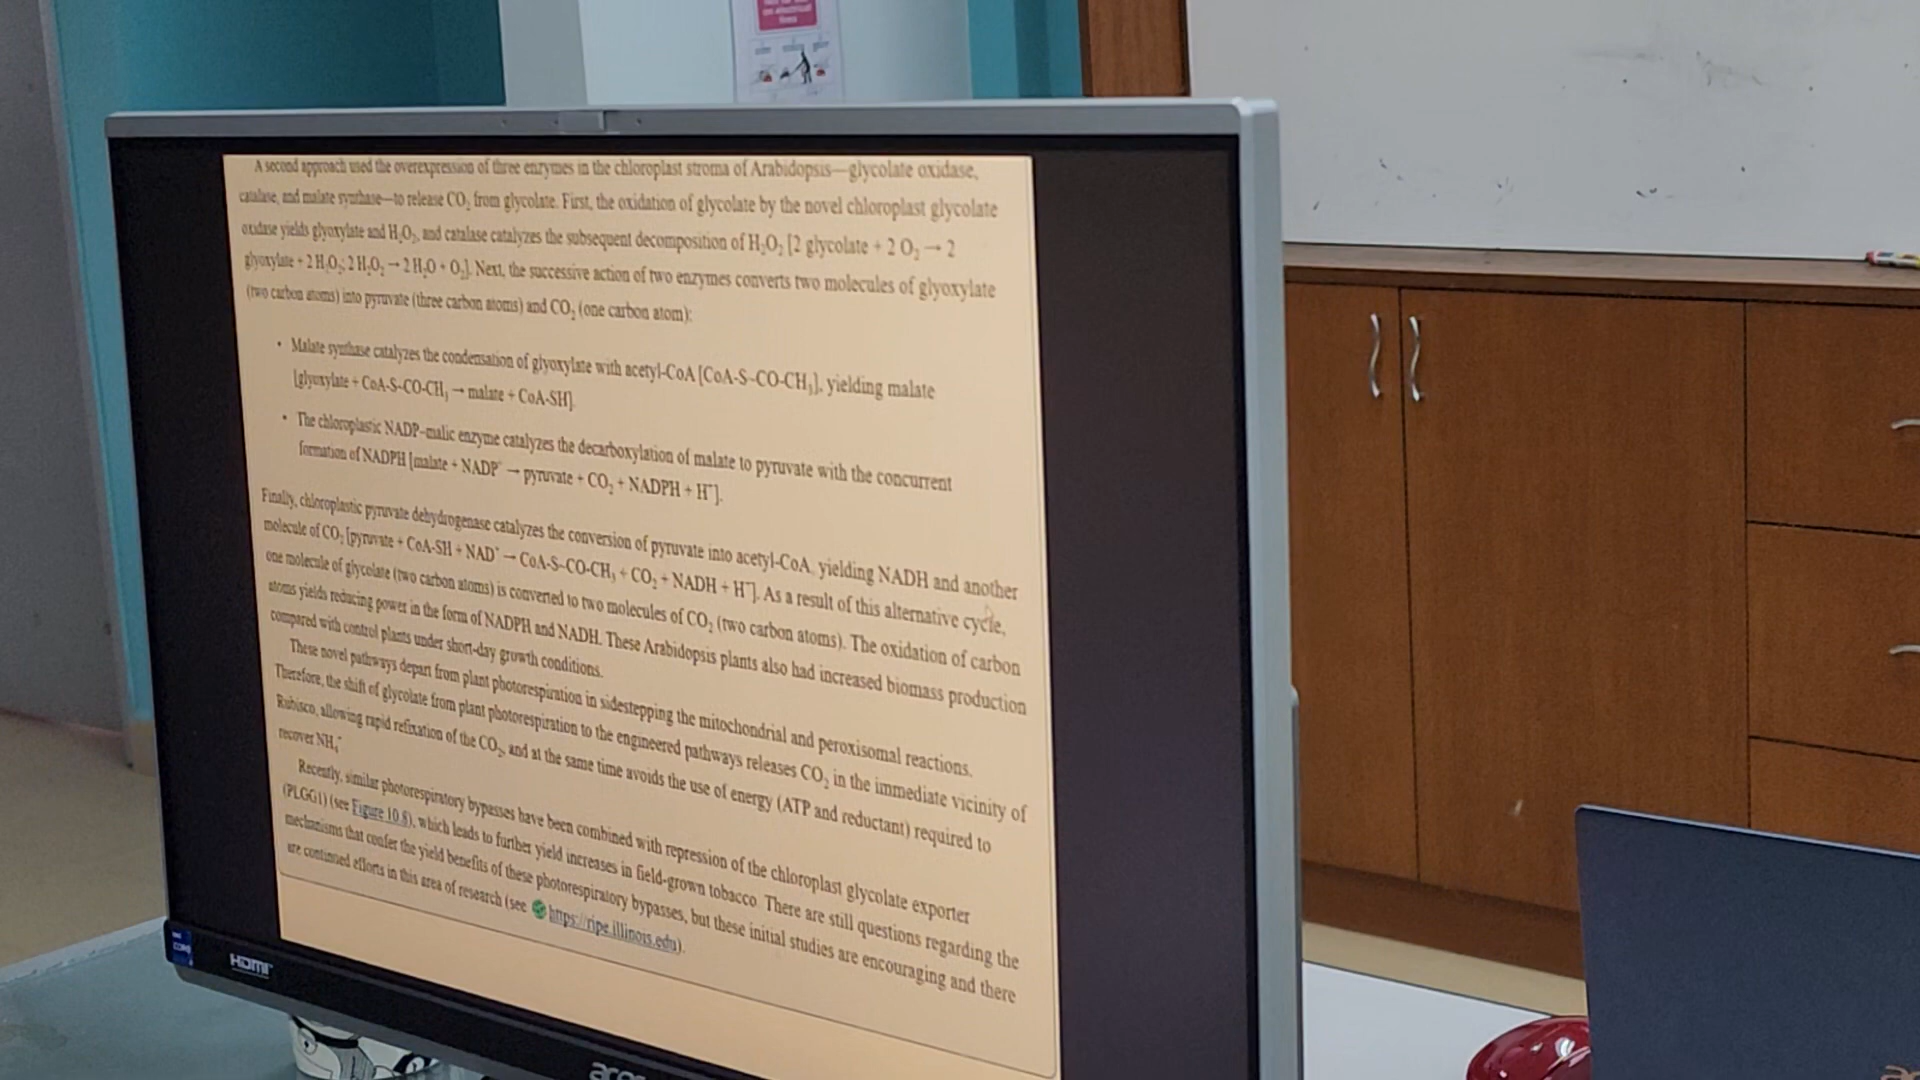 A second approach used the overexpression of three enzymes in the chloroplast stroma of Arabidopsis—glycolate oxidase,
catalase, and malate synthase—to release CO₂ from glycolate. First, the oxidation of glycolate by the novel chloroplast glycolate
oxidase yields glyoxylate and H₂O₂, and catalase catalyzes the subsequent decomposition of H₂O₂ [2 glycolate + 2 O₂ → 2
glyoxylate + 2 H₂O₂; 2 H₂O₂ → 2 H₂O + O₂]. Next, the successive action of two enzymes converts two molecules of glyoxylate
(two carbon atoms) into pyruvate (three carbon atoms) and CO₂ (one carbon atom):
• Malate synthase catalyzes the condensation of glyoxylate with acetyl-CoA [CoA-S~CO-CH₃], yielding malate
[glyoxylate + CoA-S~CO-CH₃ → malate + CoA-SH].
• The chloroplastic NADP–malic enzyme catalyzes the decarboxylation of malate to pyruvate with the concurrent
formation of NADPH [malate + NADP⁺ → pyruvate + CO₂ + NADPH + H⁺].
Finally, chloroplastic pyruvate dehydrogenase catalyzes the conversion of pyruvate into acetyl-CoA, yielding NADH and another
molecule of CO₂ [pyruvate + CoA-SH + NAD⁺ → CoA-S~CO-CH₃ + CO₂ + NADH + H⁺]. As a result of this alternative cycle,
one molecule of glycolate (two carbon atoms) is converted to two molecules of CO₂ (two carbon atoms). The oxidation of carbon
atoms yields reducing power in the form of NADPH and NADH. These Arabidopsis plants also had increased biomass production
compared with control plants under short-day growth conditions.
These novel pathways depart from plant photorespiration in sidestepping the mitochondrial and peroxisomal reactions.
Therefore, the shift of glycolate from plant photorespiration to the engineered pathways releases CO₂ in the immediate vicinity of
Rubisco, allowing rapid refixation of the CO₂, and at the same time avoids the use of energy (ATP and reductant) required to
recover NH₄⁺.
Recently, similar photorespiratory bypasses have been combined with repression of the chloroplast glycolate exporter
(PLGG1) (see Figure 10.8), which leads to further yield increases in field-grown tobacco. There are still questions regarding the
mechanisms that confer the yield benefits of these photorespiratory bypasses, but these initial studies are encouraging and there
are continued efforts in this area of research (see https://ripe.illinois.edu).
CORE
HDMI
acer